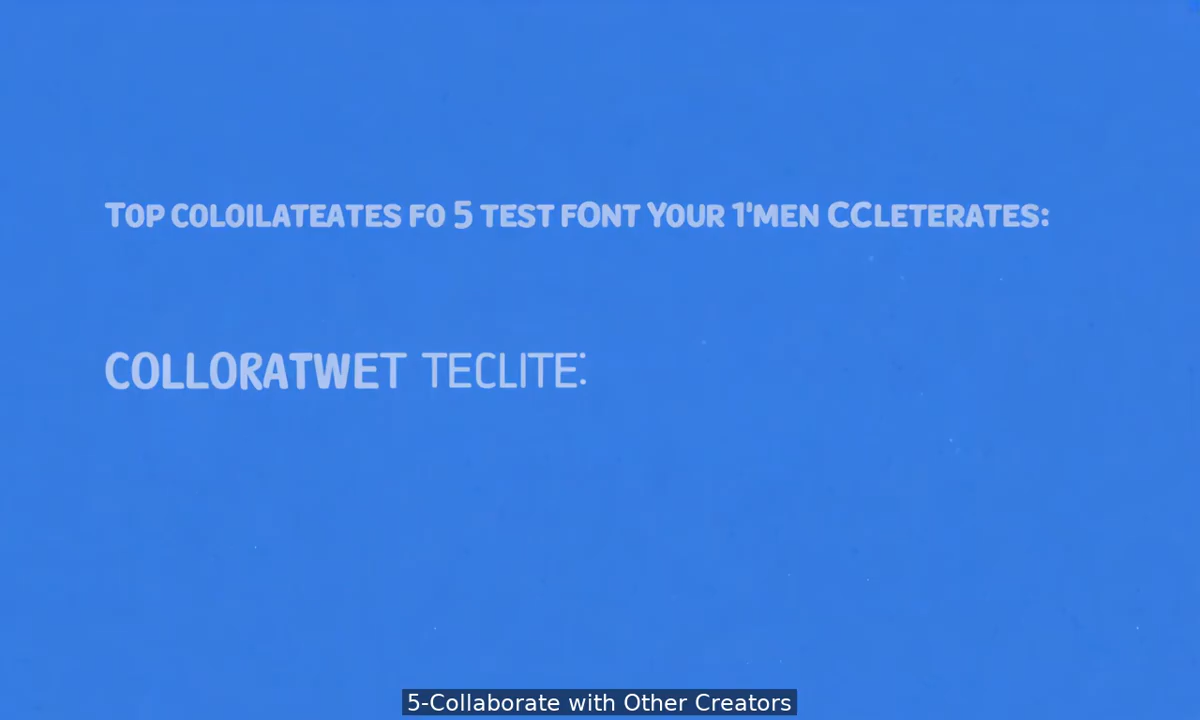 TOP COLOILATEATES FO 5 TEST FONT YOUR 1'MEN CCLETERATES:
COLLORATWET TECLITE:
5-Collaborate with Other Creators